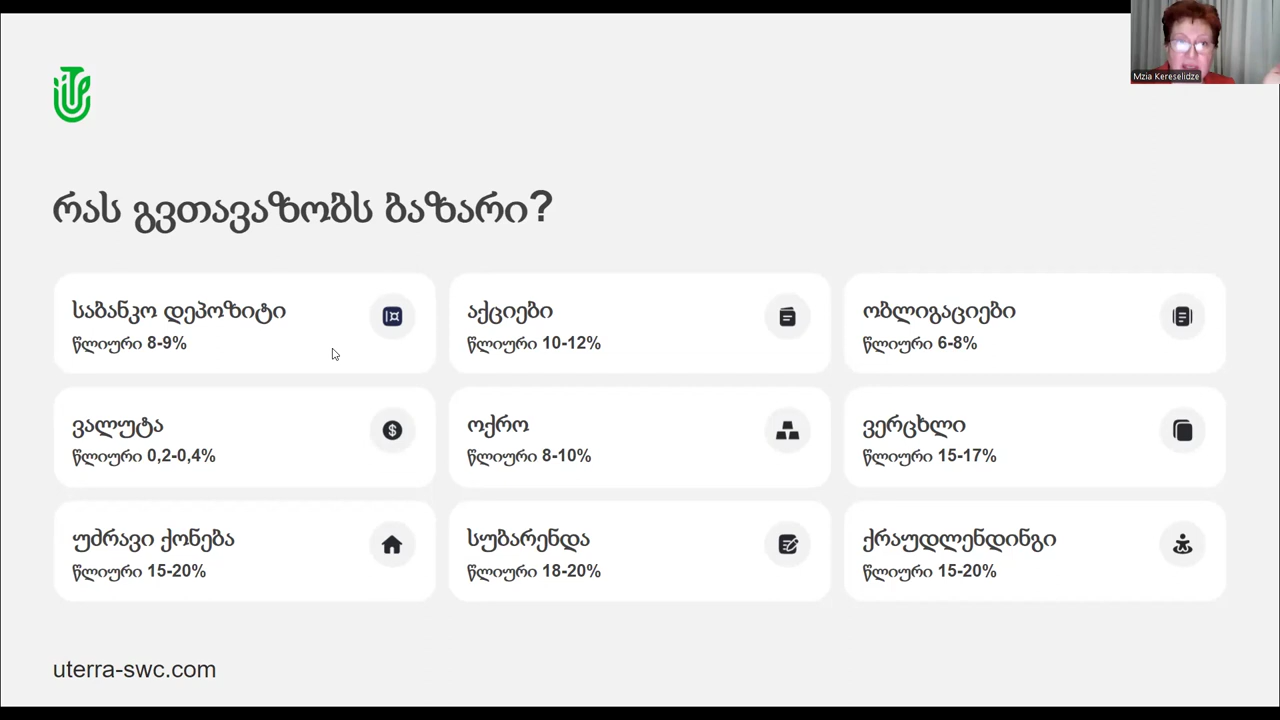 Mzia Kereselidze
რას გვთავაზობს ბაზარი?
საბანკო დეპოზიტი
წლიური 8-9%
აქციები
წლიური 10-12%
ობლიგაციები
წლიური 6-8%
ვალუტა
წლიური 0,2-0,4%
ოქრო
წლიური 8-10%
ვერცხლი
წლიური 15-17%
უძრავი ქონება
წლიური 15-20%
სუბარენდა
წლიური 18-20%
ქრაუდლენდინგი
წლიური 15-20%
uterra-swc.com